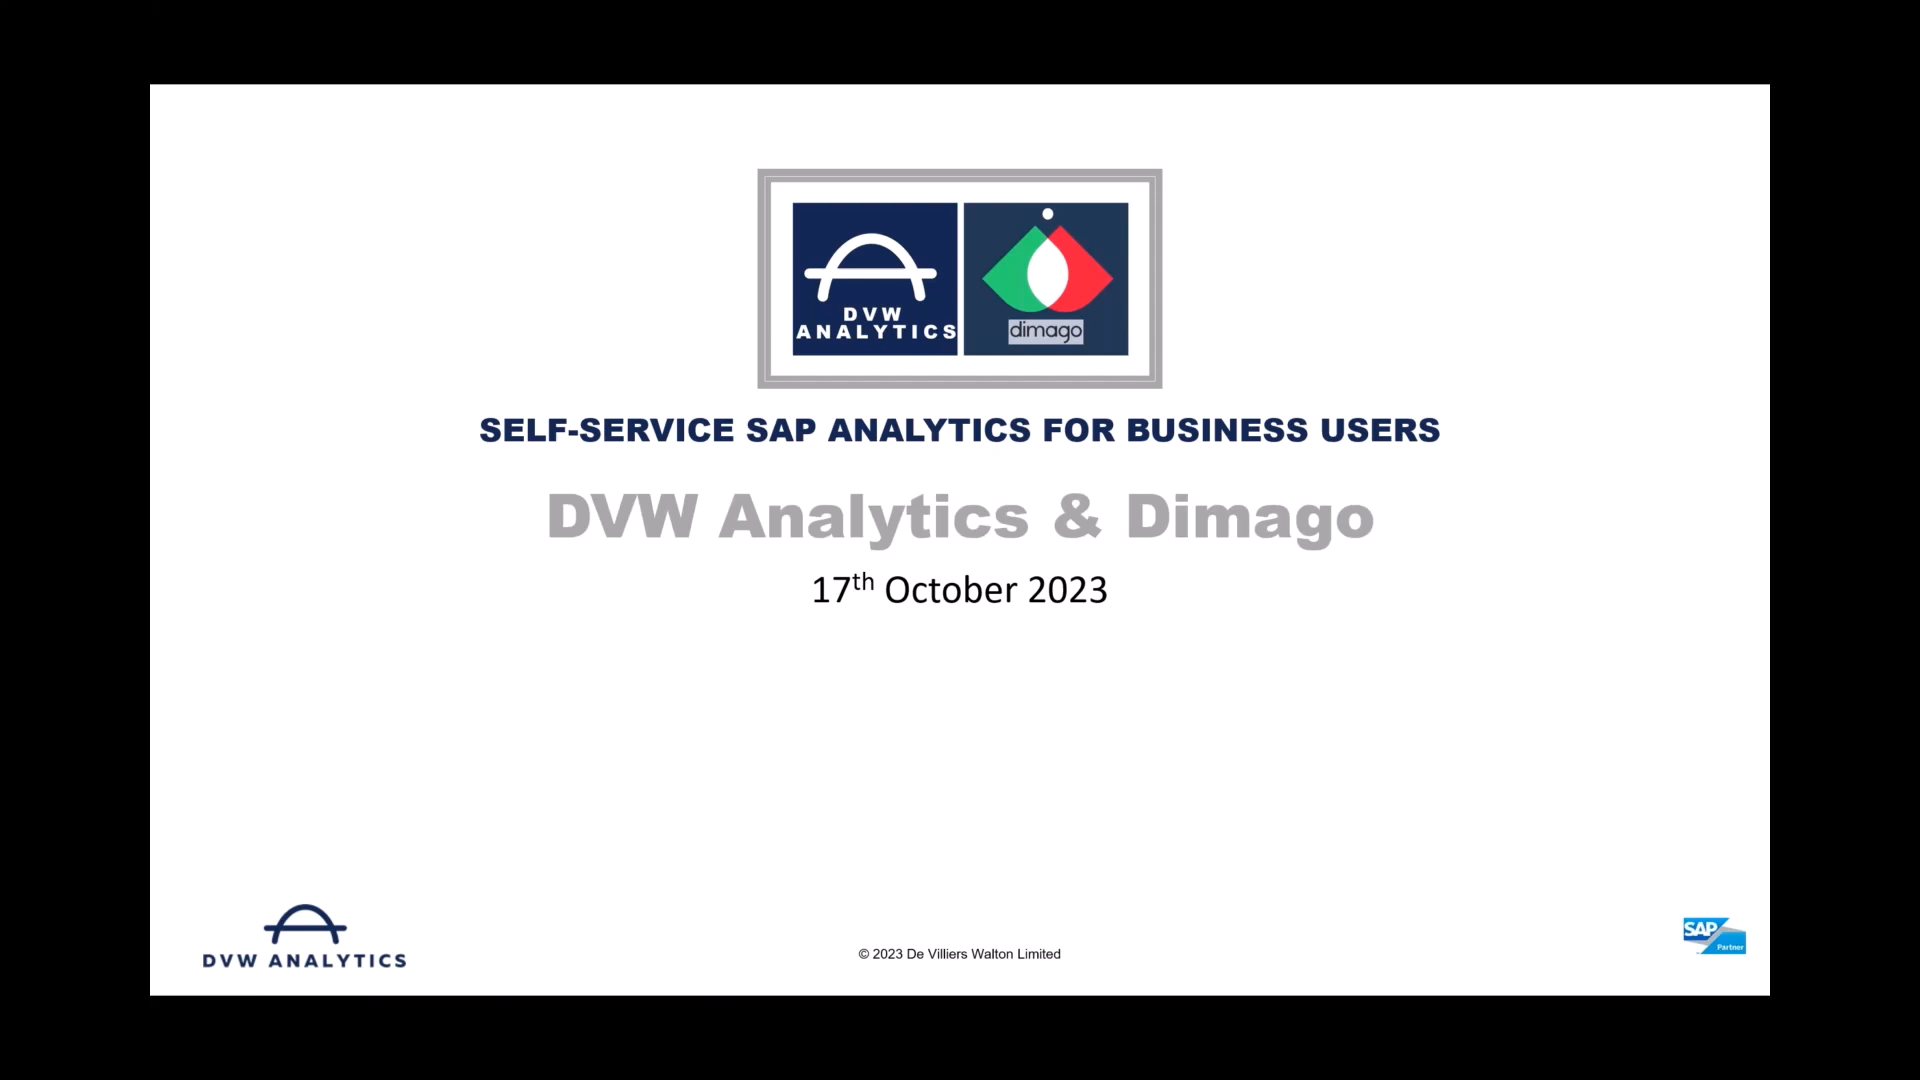 DVW
ANALYTICS
dimago
SELF-SERVICE SAP ANALYTICS FOR BUSINESS USERS
DVW Analytics & Dimago
17th October 2023
DVW ANALYTICS
© 2023 De Villiers Walton Limited
SAP
Partner